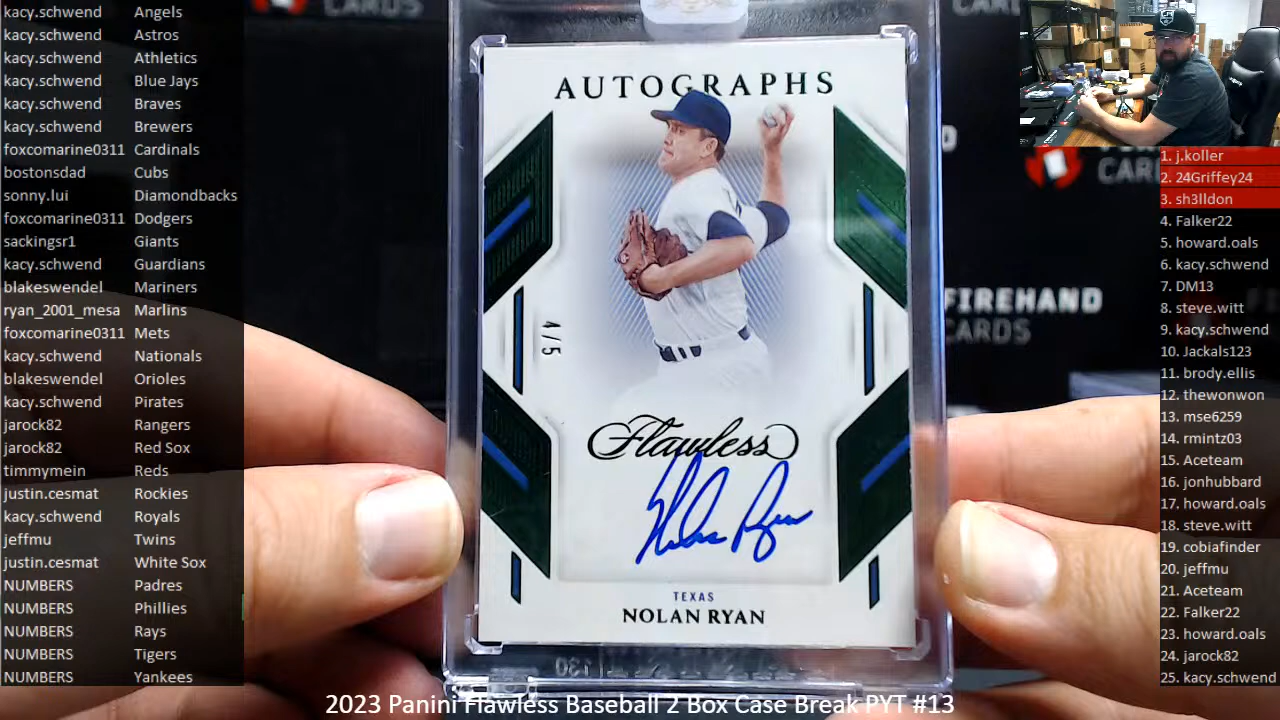 kacy.schwend Angels
kacy.schwend Astros
kacy.schwend Athletics
kacy.schwend Blue Jays
kacy.schwend Braves
kacy.schwend Brewers
foxcomarine0311 Cardinals
bostonsdad Cubs
sonny.lui Diamondbacks
foxcomarine0311 Dodgers
sackingsr1 Giants
kacy.schwend Guardians
blakeswendel Mariners
ryan_2001_mesa Marlins
foxcomarine0311 Mets
kacy.schwend Nationals
blakeswendel Orioles
kacy.schwend Pirates
jarock82 Rangers
jarock82 Red Sox
timmymein Reds
justin.cesmat Rockies
kacy.schwend Royals
jeffmu Twins
justin.cesmat White Sox
NUMBERS Padres
NUMBERS Phillies
NUMBERS Rays
NUMBERS Tigers
NUMBERS Yankees
CARDS
AUTOGRAPHS
4/5
Flawless
Nolan Ryan
TEXAS
NOLAN RYAN
130
FIREHAND
CARDS
1. j.koller
2. 24Griffey24
3. sh3lldon
4. Falker22
5. howard.oals
6. kacy.schwend
7. DM13
8. steve.witt
9. kacy.schwend
10. Jackals123
11. brody.ellis
12. thewonwon
13. mse6259
14. rmintz03
15. Aceteam
16. jonhubbard
17. howard.oals
18. steve.witt
19. cobiafinder
20. jeffmu
21. Aceteam
22. Falker22
23. howard.oals
24. jarock82
25. kacy.schwend
2023 Panini Flawless Baseball 2 Box Case Break PYT #13